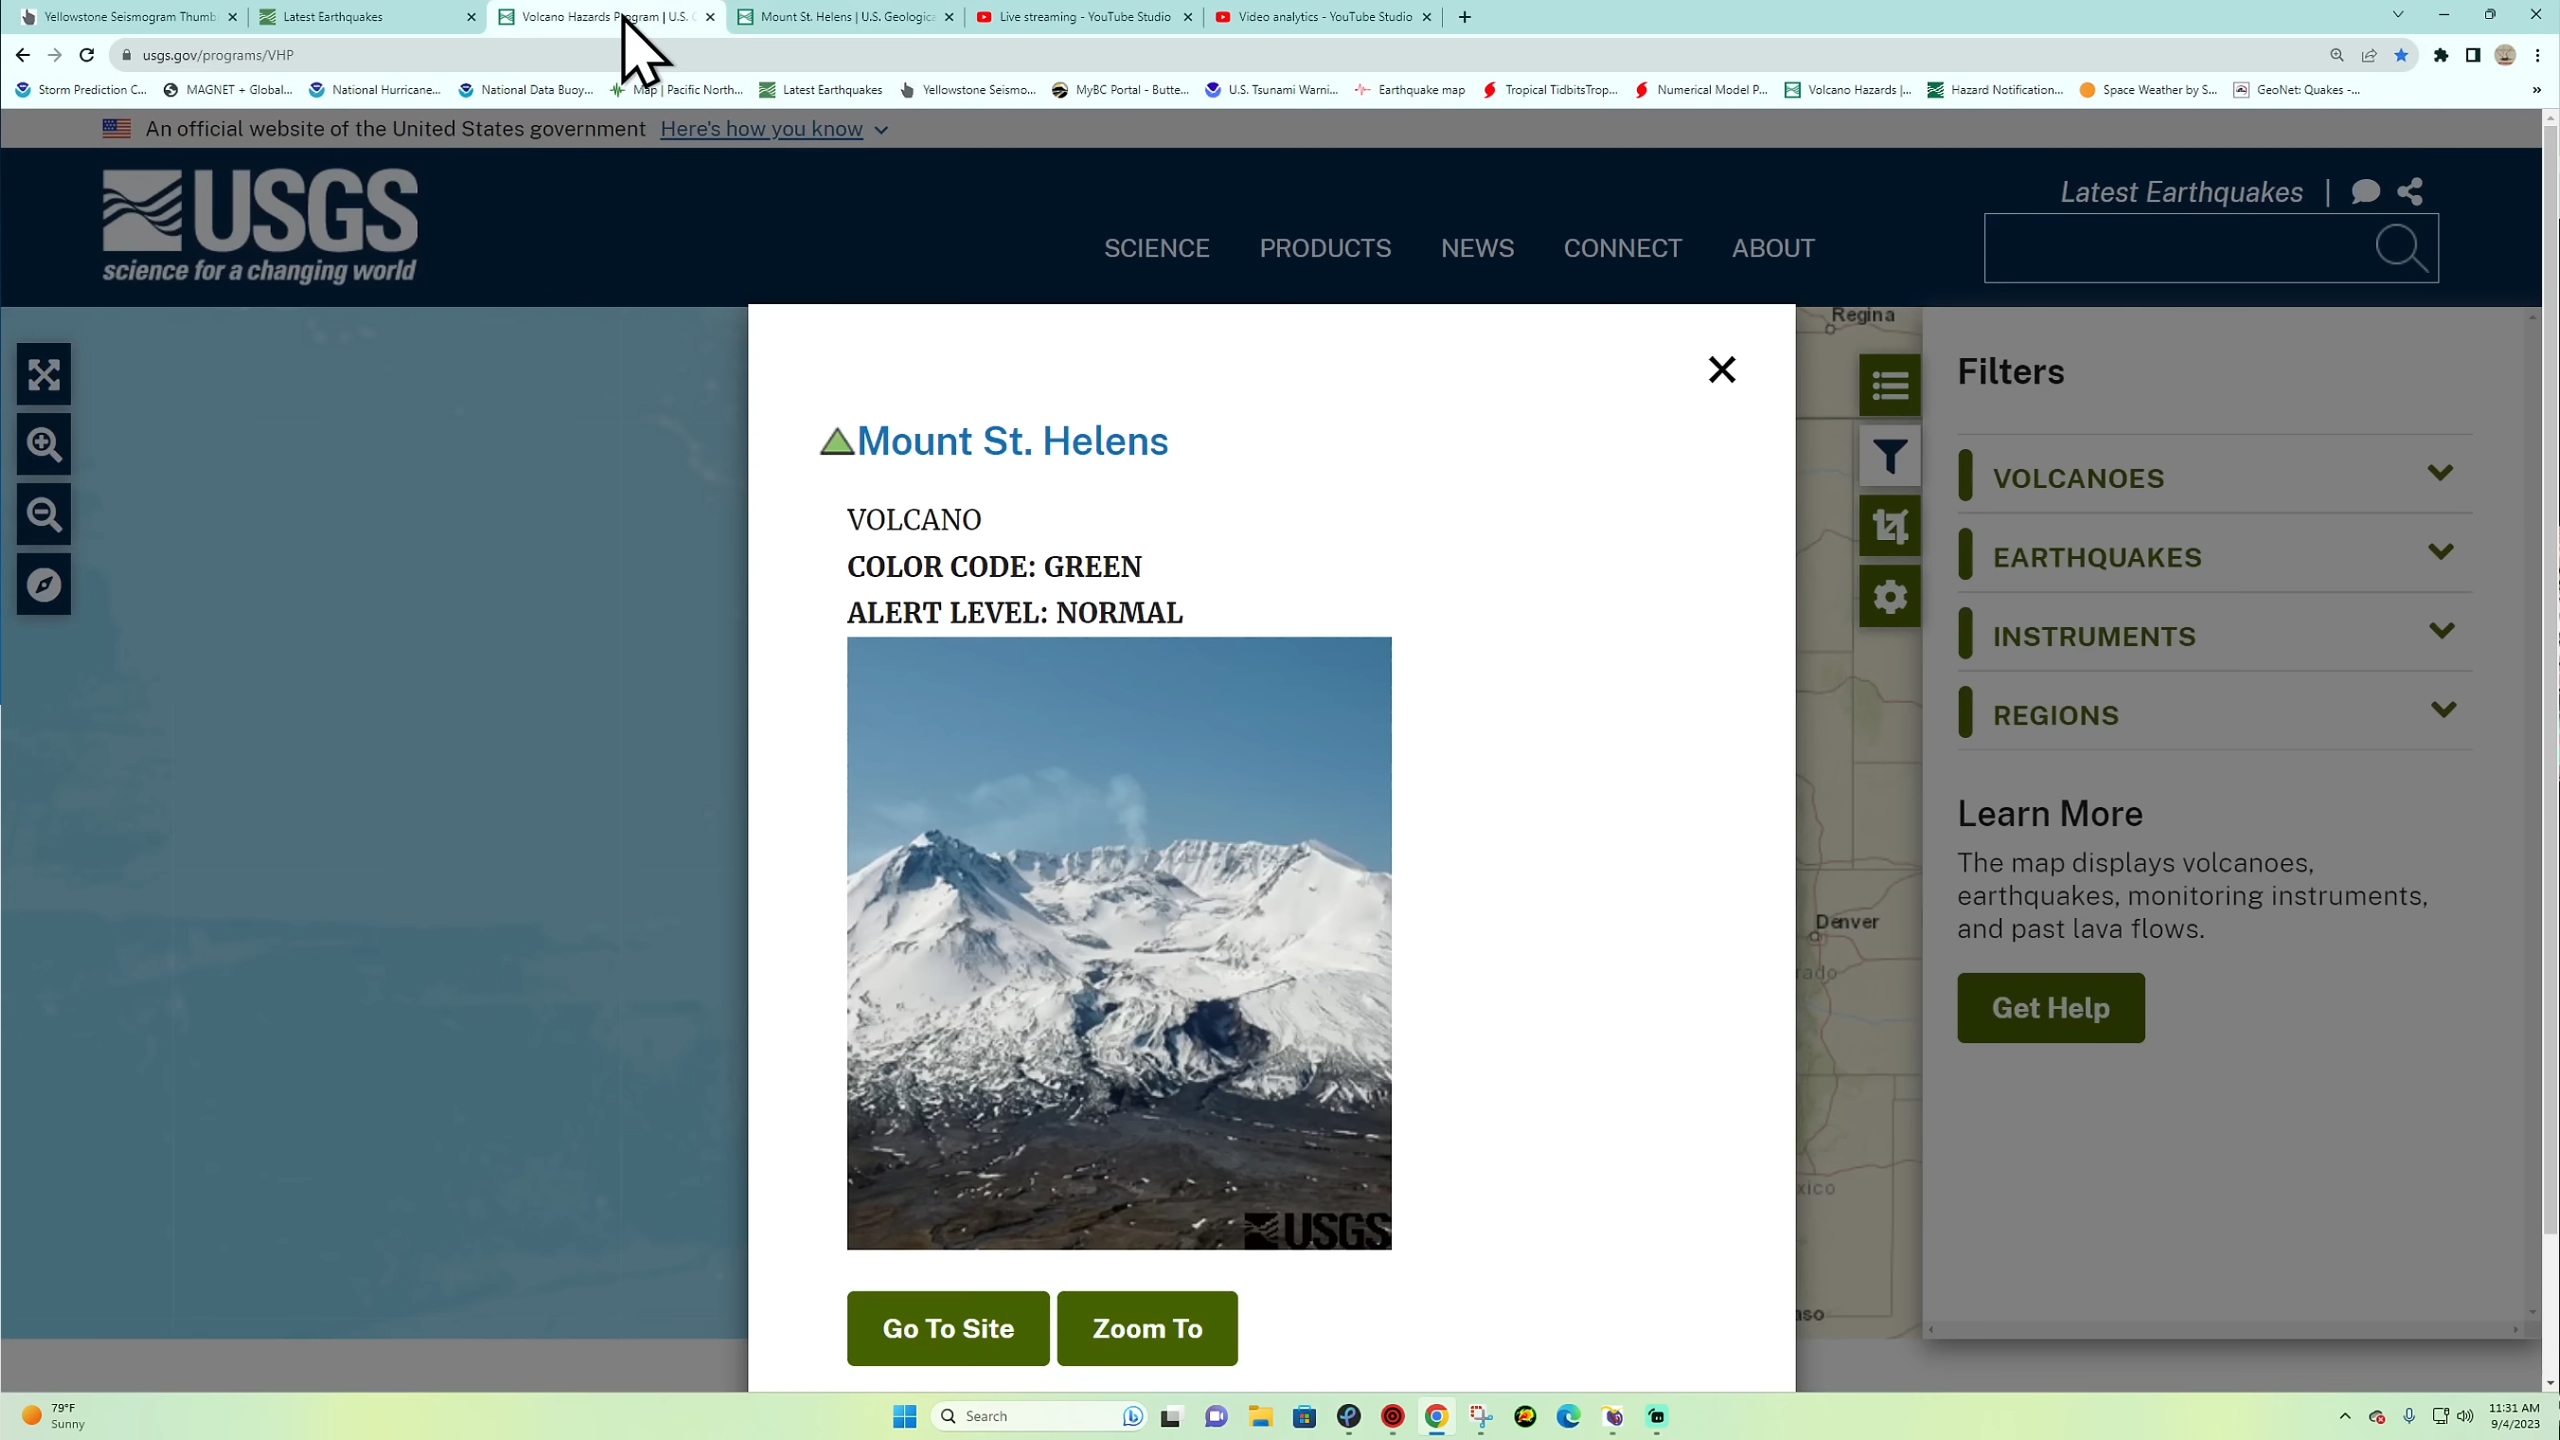 Yellowstone Seismogram Thumb
Latest Earthquakes
Volcano Hazards Program | U.S. G
Mount St. Helens | U.S. Geologica
Live streaming - YouTube Studio
Video analytics - YouTube Studio
usgs.gov/programs/VHP
Storm Prediction C...
MAGNET + Global...
National Hurricane...
National Data Buoy...
Map | Pacific North...
Latest Earthquakes
Yellowstone Seismo...
MyBC Portal - Butte...
U.S. Tsunami Warni...
Earthquake map
Tropical TidbitsTrop...
Numerical Model P...
Volcano Hazards |...
Hazard Notification...
Space Weather by S...
GeoNet: Quakes -...
An official website of the United States government Here's how you know
USGS
science for a changing world
SCIENCE PRODUCTS NEWS CONNECT ABOUT
Latest Earthquakes |
Regina
Denver
rado
xico
aso
Mount St. Helens
VOLCANO
COLOR CODE: GREEN
ALERT LEVEL: NORMAL
USGS
Go To Site
Zoom To
Filters
VOLCANOES
EARTHQUAKES
INSTRUMENTS
REGIONS
Learn More
The map displays volcanoes,
earthquakes, monitoring instruments,
and past lava flows.
Get Help
79°F
Sunny
Search
11:31 AM
9/4/2023